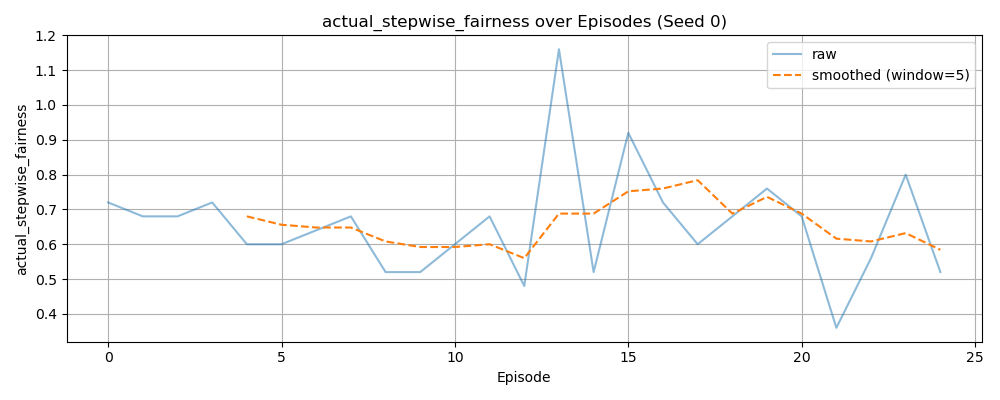 actual_stepwise_fairness over Episodes (Seed 0)
raw
smoothed (window=5)
actual_stepwise_fairness
1.2
1.1
1.0
0.9
0.8
0.7
0.6
0.5
0.4
0 5 10 15 20 25
Episode